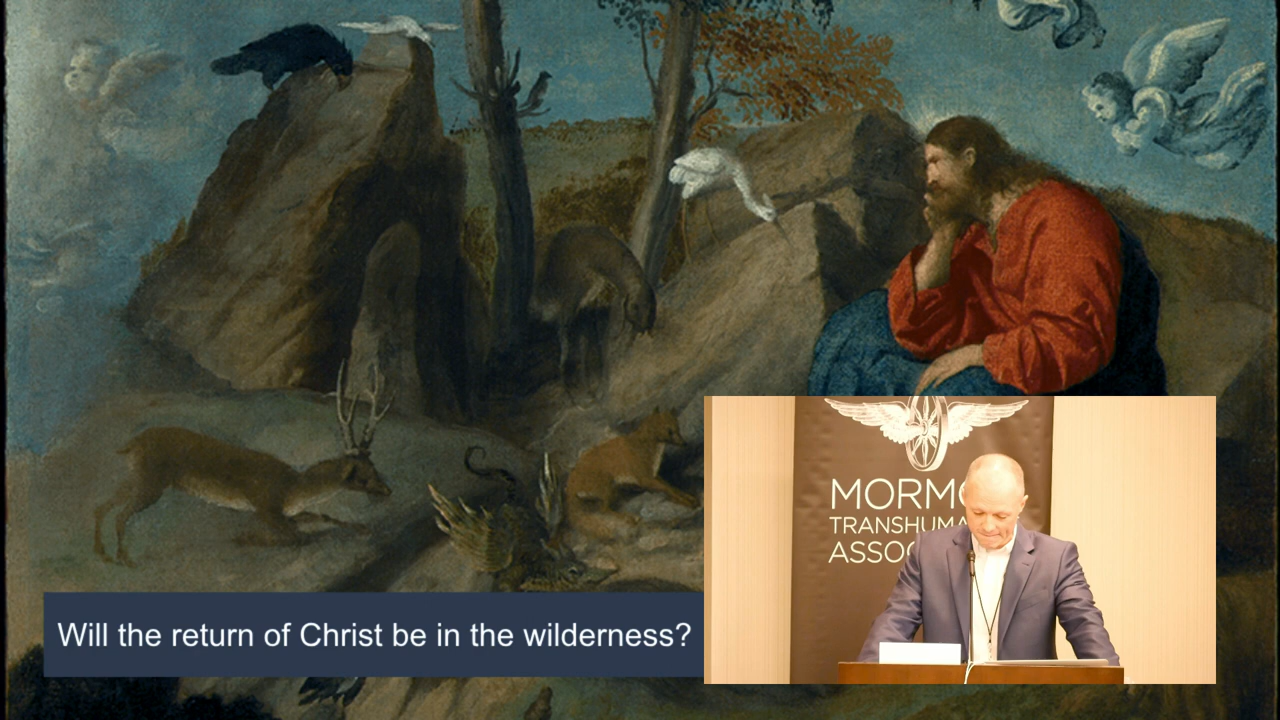 Will the return of Christ be in the wilderness?
MORMO
TRANSHUMA
ASSOC